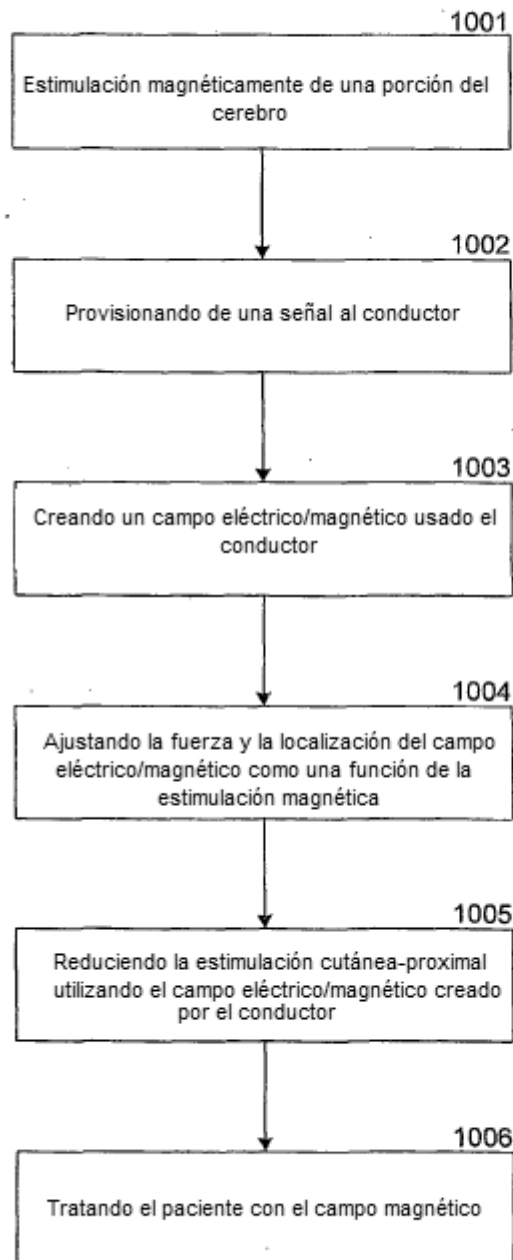 1001
Estimulación magnéticamente de una porción del
cerebro
1002
Provisionando de una señal al conductor
1003
Creando un campo eléctrico/magnético usado el
conductor
1004
Ajustando la fuerza y la localización del campo
eléctrico/magnético como una función de la
estimulación magnética
1005
Reduciendo la estimulación cutánea-proximal
utilizando el campo eléctrico/magnético creado
por el conductor
1006
Tratando el paciente con el campo magnético